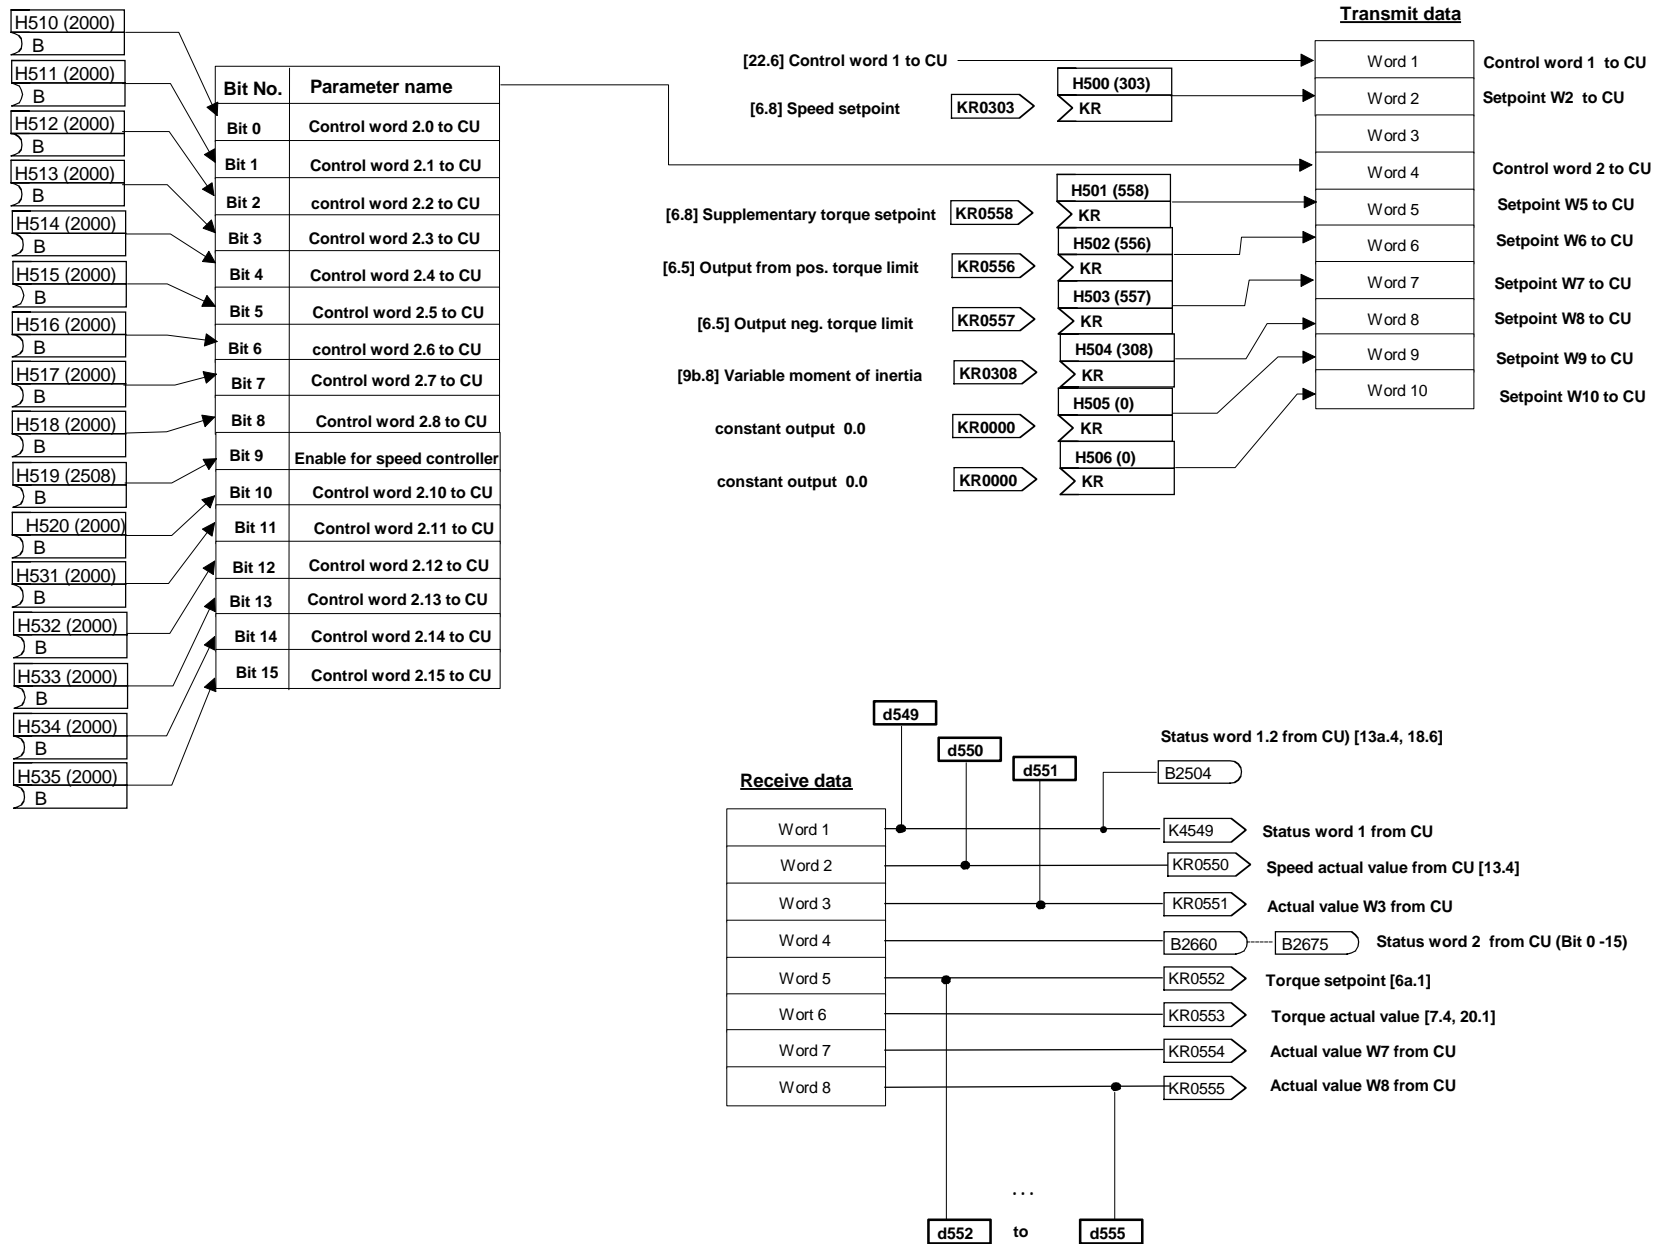 H510 (2000)
B
H511 (2000)
B
H512 (2000)
B
H513 (2000)
B
H514 (2000)
B
H515 (2000)
B
H516 (2000)
B
H517 (2000)
B
H518 (2000)
B
H519 (2508)
B
H520 (2000)
B
H531 (2000)
B
H532 (2000)
B
H533 (2000)
B
H534 (2000)
B
H535 (2000)
B
Bit No. Parameter name
Bit 0 Control word 2.0 to CU
Bit 1 Control word 2.1 to CU
Bit 2 control word 2.2 to CU
Bit 3 Control word 2.3 to CU
Bit 4 Control word 2.4 to CU
Bit 5 Control word 2.5 to CU
Bit 6 control word 2.6 to CU
Bit 7 Control word 2.7 to CU
Bit 8 Control word 2.8 to CU
Bit 9 Enable for speed controller
Bit 10 Control word 2.10 to CU
Bit 11 Control word 2.11 to CU
Bit 12 Control word 2.12 to CU
Bit 13 Control word 2.13 to CU
Bit 14 Control word 2.14 to CU
Bit 15 Control word 2.15 to CU
Transmit data
[22.6] Control word 1 to CU
Word 1 Control word 1 to CU
H500 (303)
[6.8] Speed setpoint KR0303 KR
Word 2 Setpoint W2 to CU
Word 3
Word 4 Control word 2 to CU
H501 (558)
[6.8] Supplementary torque setpoint KR0558 KR
Word 5 Setpoint W5 to CU
H502 (556)
[6.5] Output from pos. torque limit KR0556 KR
Word 6 Setpoint W6 to CU
H503 (557)
[6.5] Output neg. torque limit KR0557 KR
Word 7 Setpoint W7 to CU
H504 (308)
[9b.8] Variable moment of inertia KR0308 KR
Word 8 Setpoint W8 to CU
H505 (0)
constant output 0.0 KR0000 KR
Word 9 Setpoint W9 to CU
H506 (0)
constant output 0.0 KR0000 KR
Word 10 Setpoint W10 to CU
d549
d550
d551
Status word 1.2 from CU) [13a.4, 18.6]
B2504
Receive data
Word 1 K4549 Status word 1 from CU
Word 2 KR0550 Speed actual value from CU [13.4]
Word 3 KR0551 Actual value W3 from CU
Word 4 B2660 B2675 Status word 2 from CU (Bit 0 -15)
Word 5 KR0552 Torque setpoint [6a.1]
Wort 6 KR0553 Torque actual value [7.4, 20.1]
Word 7 KR0554 Actual value W7 from CU
Word 8 KR0555 Actual value W8 from CU
...
d552 to d555